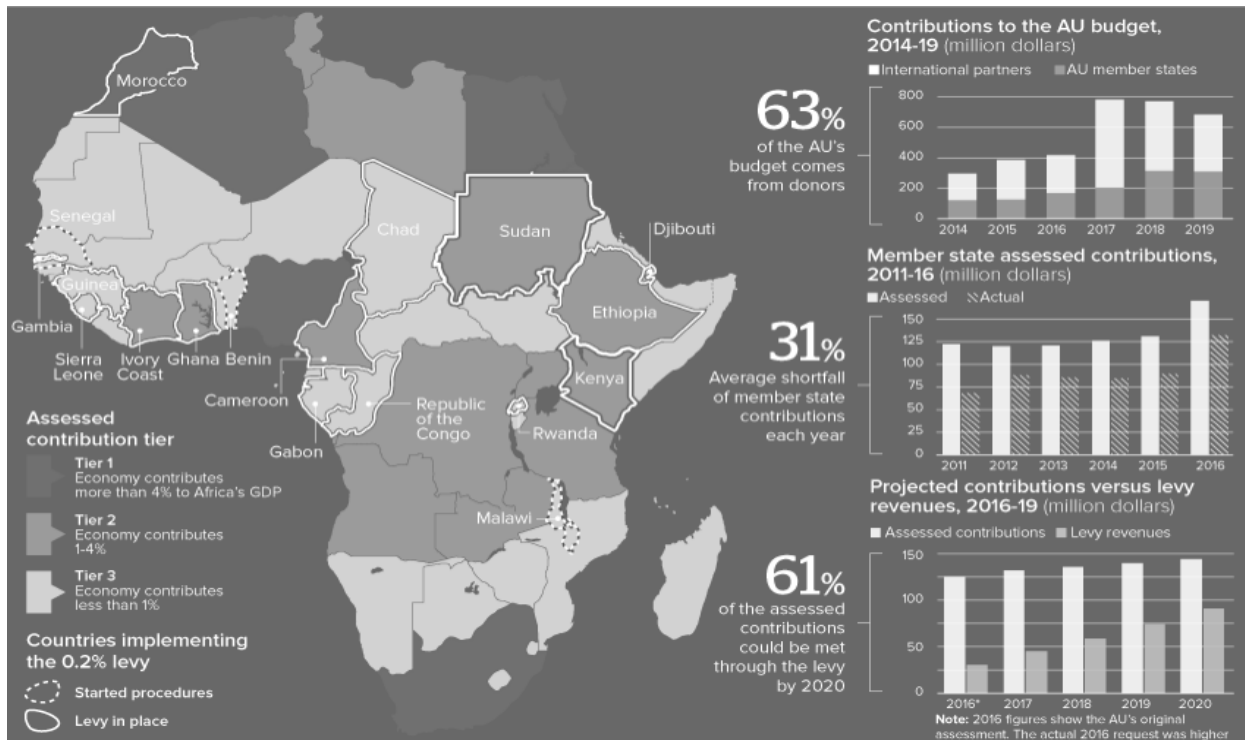 Morocco
Senegal
Guinea
Gambia
Sierra
Leone
Ivory
Coast
Ghana
Benin
Chad
Sudan
Djibouti
Ethiopia
Kenya
Cameroon
Republic
of the
Congo
Rwanda
Gabon
Malawi
Assessed
contribution tier
Tier 1
Economy contributes
more than 4% to Africa's GDP
Tier 2
Economy contributes
1-4%
Tier 3
Economy contributes
less than 1%
Countries implementing
the 0.2% levy
Started procedures
Levy in place
Contributions to the AU budget,
2014-19 (million dollars)
International partners AU member states
63%
of the AU's
budget comes
from donors
800
600
400
200
0
2014 2015 2016 2017 2018 2019
Member state assessed contributions,
2011-16 (million dollars)
Assessed Actual
31%
Average shortfall
of member state
contributions
each year
150
125
100
75
50
25
0
2011 2012 2013 2014 2015 2016
Projected contributions versus levy
revenues, 2016-19 (million dollars)
Assessed contributions Levy revenues
61%
of the assessed
contributions
could be met
through the levy
by 2020
150
100
50
0
2016* 2017 2018 2019 2020
Note: 2016 figures show the AU's original
assessment. The actual 2016 request was higher